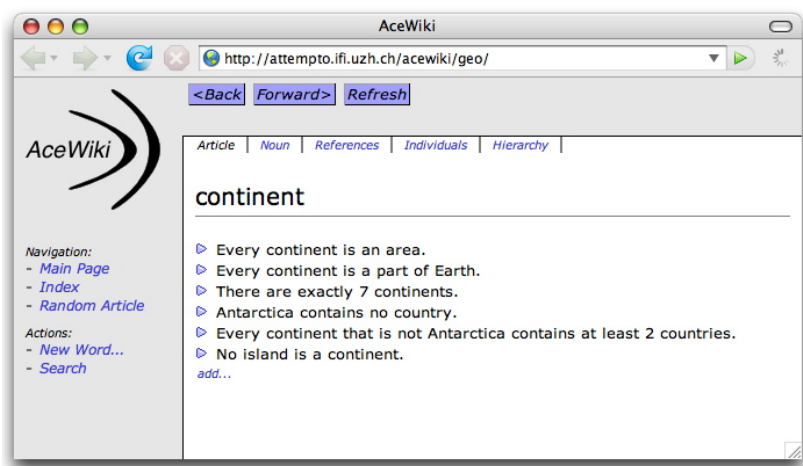 AceWiki
http://attempto.ifi.uzh.ch/acewiki/geo/
<Back Forward> Refresh
AceWiki
Article Noun References Individuals Hierarchy
continent
Navigation:
- Main Page
- Index
- Random Article
Actions:
- New Word...
- Search
Every continent is an area.
Every continent is a part of Earth.
There are exactly 7 continents.
Antarctica contains no country.
Every continent that is not Antarctica contains at least 2 countries.
No island is a continent.
add...